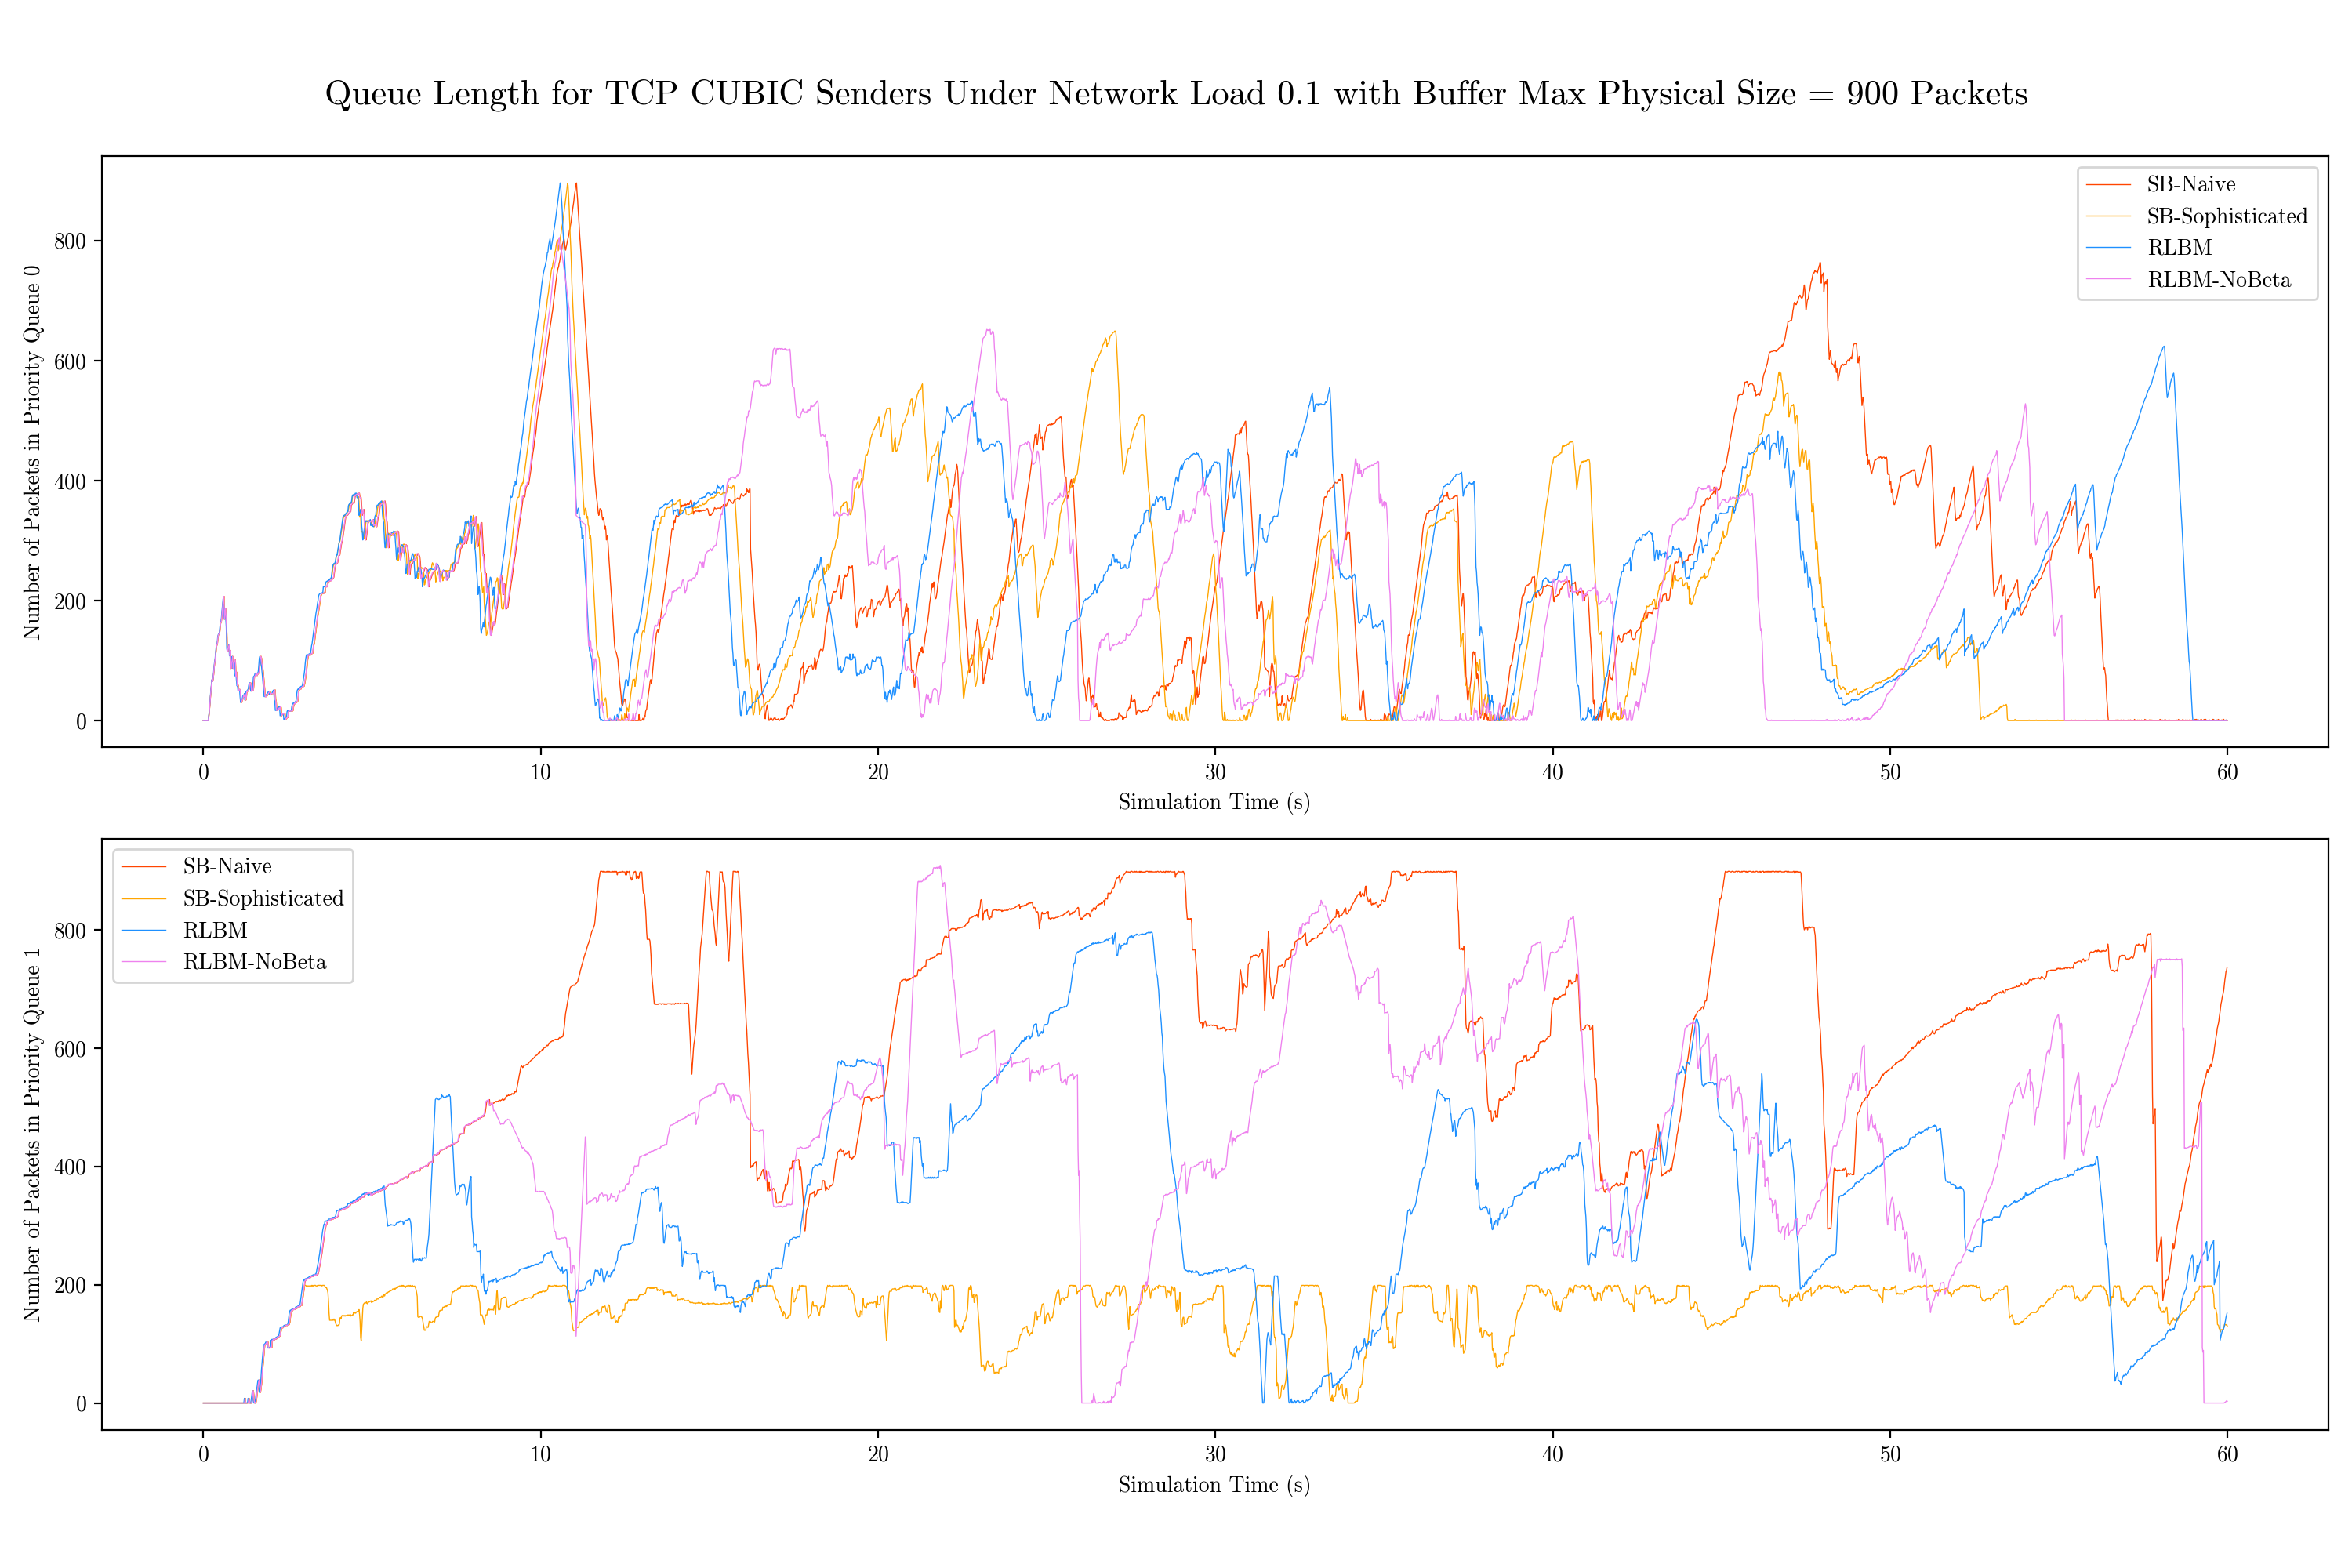 Queue Length for TCP CUBIC Senders Under Network Load 0.1 with Buffer Max Physical Size = 900 Packets
Number of Packets in Priority Queue 0
800
600
400
200
0
SB-Naive
SB-Sophisticated
RLBM
RLBM-NoBeta
0 10 20 30 40 50 60
Simulation Time (s)
Number of Packets in Priority Queue 1
800
600
400
200
0
SB-Naive
SB-Sophisticated
RLBM
RLBM-NoBeta
0 10 20 30 40 50 60
Simulation Time (s)